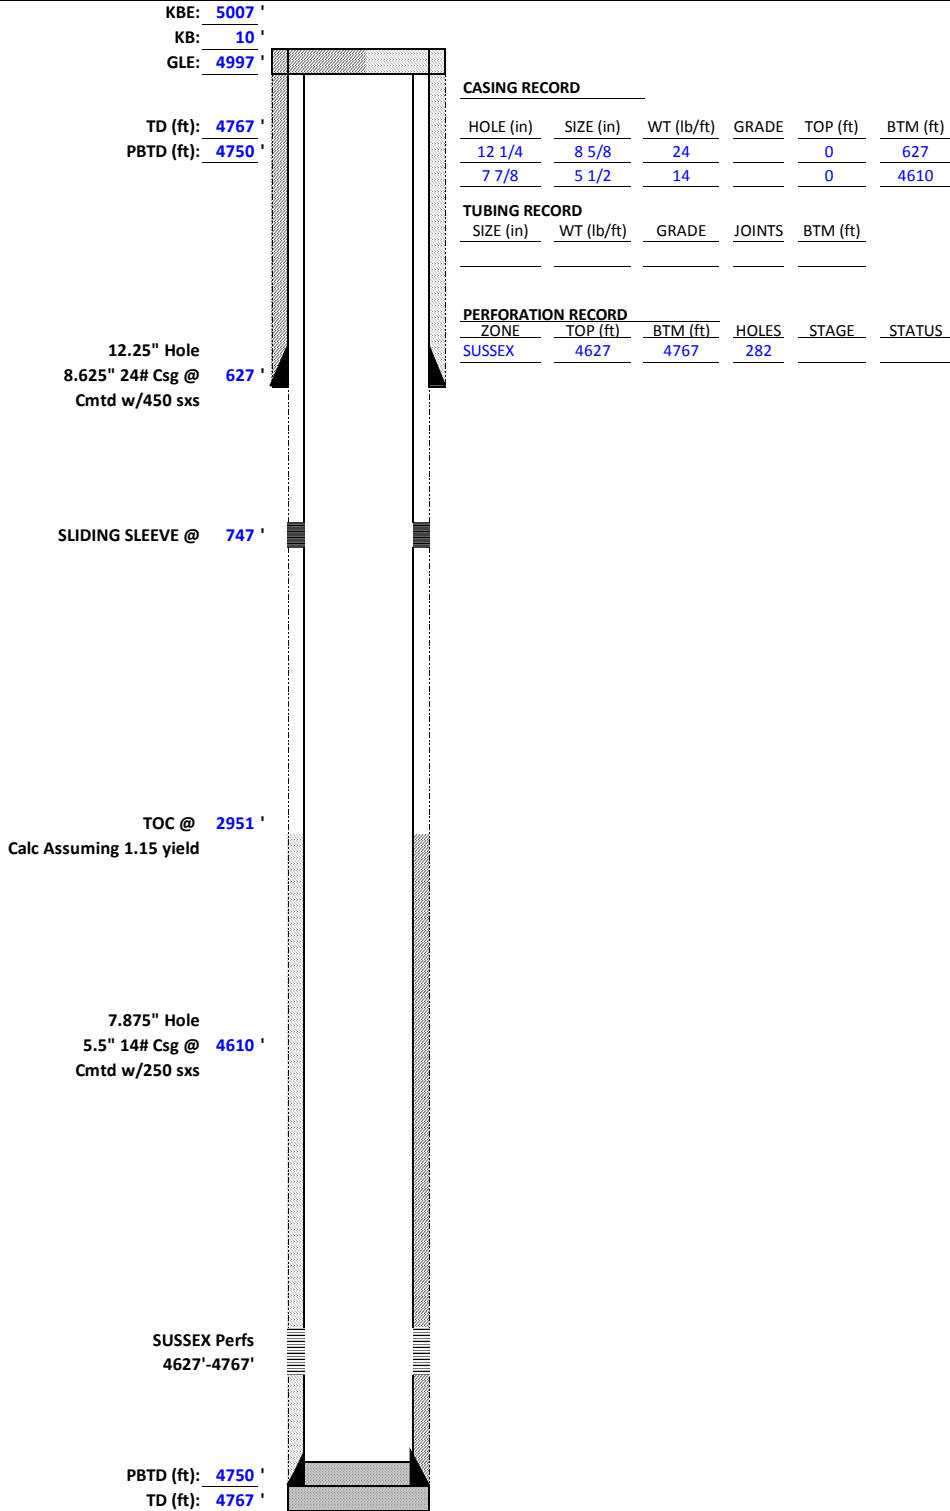 KBE: 5007 '
KB: 10 '
GLE: 4997 '
TD (ft): 4767 '
PBTD (ft): 4750 '
CASING RECORD
HOLE (in) SIZE (in) WT (lb/ft) GRADE TOP (ft) BTM (ft)
12 1/4 8 5/8 24 0 627
7 7/8 5 1/2 14 0 4610
TUBING RECORD
SIZE (in) WT (lb/ft) GRADE JOINTS BTM (ft)
PERFORATION RECORD
ZONE TOP (ft) BTM (ft) HOLES STAGE STATUS
SUSSEX 4627 4767 282
12.25" Hole
8.625" 24# Csg @ 627 '
Cmtd w/450 sxs
SLIDING SLEEVE @ 747 '
TOC @ 2951 '
Calc Assuming 1.15 yield
7.875" Hole
5.5" 14# Csg @ 4610 '
Cmtd w/250 sxs
SUSSEX Perfs
4627'-4767'
PBTD (ft): 4750 '
TD (ft): 4767 '